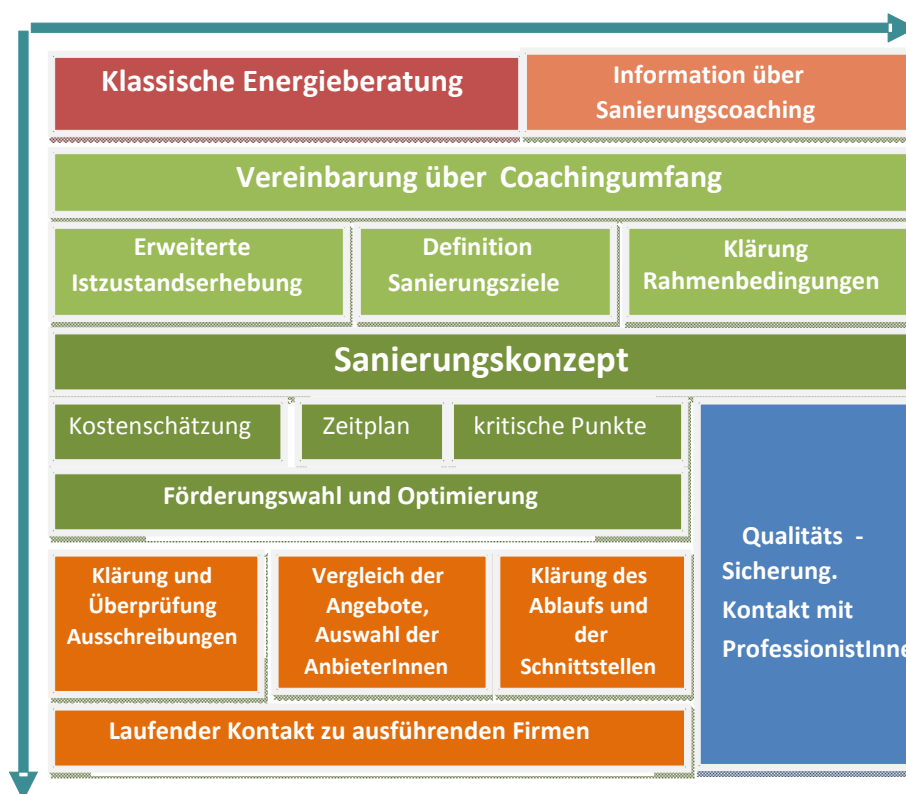 Klassische Energieberatung
Information über
Sanierungscoaching
Vereinbarung über Coachingumfang
Erweiterte
Istzustandserhebung
Definition
Sanierungsziele
Klärung
Rahmenbedingungen
Sanierungskonzept
Kostenschätzung
Zeitplan
kritische Punkte
Förderungswahl und Optimierung
Qualitäts -
Sicherung.
Kontakt mit
ProfessionistInne
Klärung und
Überprüfung
Ausschreibungen
Vergleich der
Angebote,
Auswahl der
AnbieterInnen
Klärung des
Ablaufs und
der
Schnittstellen
Laufender Kontakt zu ausführenden Firmen